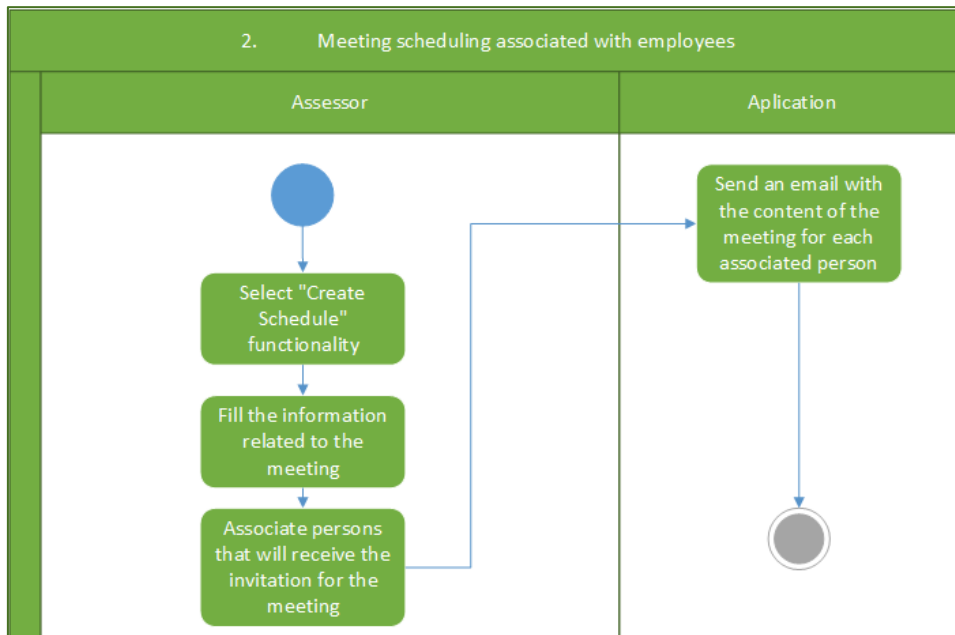 2. Meeting scheduling associated with employees
Assessor
Aplication
Select "Create
Schedule"
functionality
Fill the information
related to the
meeting
Associate persons
that will receive the
invitation for the
meeting
Send an email with
the content of the
meeting for each
associated person